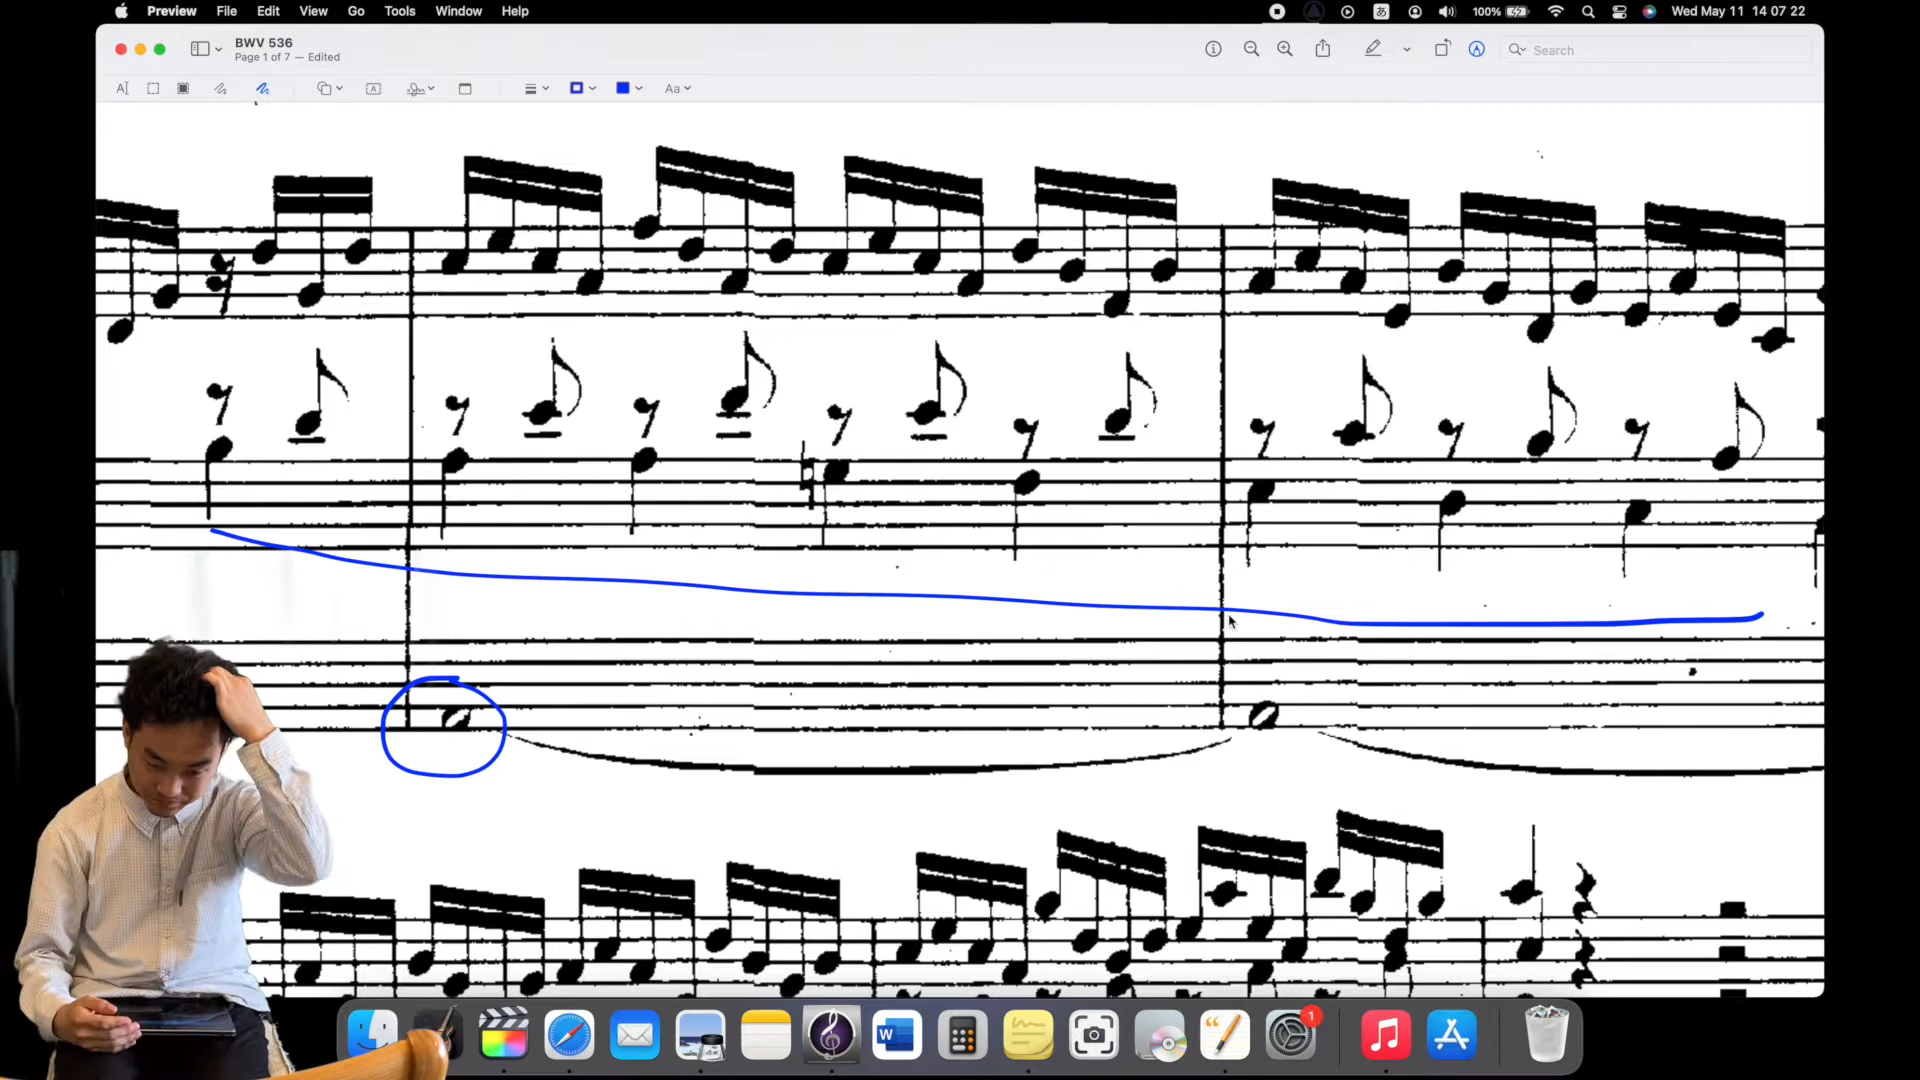 Preview File Edit View Go Tools Window Help
あ 100% Wed May 11 14 07 22
BWV 536
Page 1 of 7 — Edited
Search
A A Aa
W
1